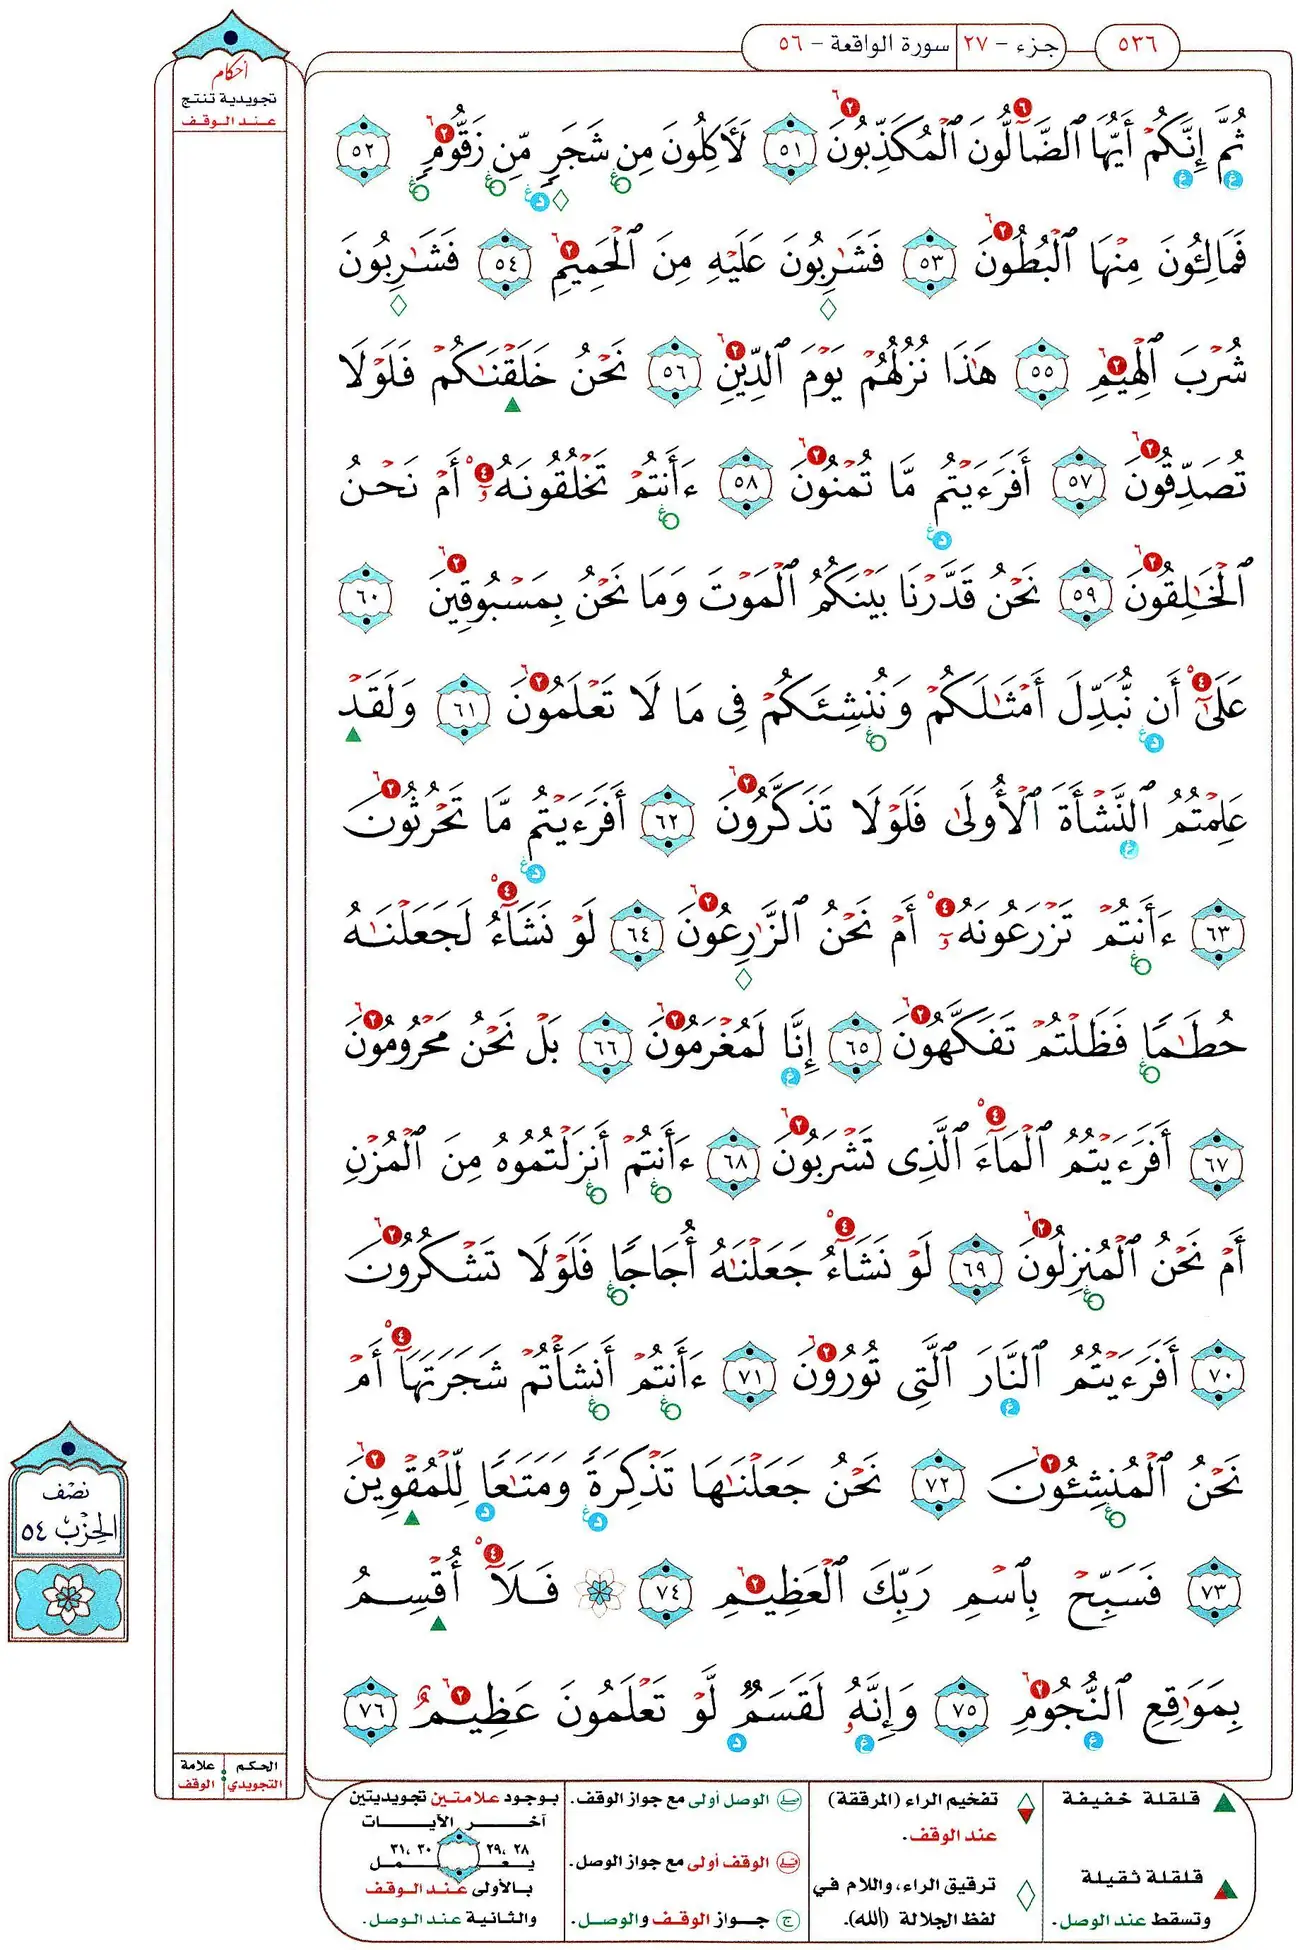 ٥٣٦
جزء - ٢٧ سورة الواقعة - ٥٦
أحكام
تجويدية تنتج
عند الوقف
ثُمَّ إِنَّكُمْ أَيُّهَا ٱلضَّآلُّونَ ٱلْمُكَذِّبُونَ ٥١ لَـَٔاكِلُونَ مِن شَجَرٍ مِّن زَقُّومٍ ٥٢
فَمَالِـُٔونَ مِنْهَا ٱلْبُطُونَ ٥٣ فَشَٰرِبُونَ عَلَيْهِ مِنَ ٱلْحَمِيمِ ٥٤ فَشَٰرِبُونَ
شُرْبَ ٱلْهِيمِ ٥٥ هَٰذَا نُزُلُهُمْ يَوْمَ ٱلدِّينِ ٥٦ نَحْنُ خَلَقْنَٰكُمْ فَلَوْلَا
تُصَدِّقُونَ ٥٧ أَفَرَءَيْتُم مَّا تُمْنُونَ ٥٨ ءَأَنتُمْ تَخْلُقُونَهُۥٓ أَمْ نَحْنُ
ٱلْخَٰلِقُونَ ٥٩ نَحْنُ قَدَّرْنَا بَيْنَكُمُ ٱلْمَوْتَ وَمَا نَحْنُ بِمَسْبُوقِينَ ٦٠
عَلَىٰٓ أَن نُّبَدِّلَ أَمْثَٰلَكُمْ وَنُنشِئَكُمْ فِى مَا لَا تَعْلَمُونَ ٦١ وَلَقَدْ
عَلِمْتُمُ ٱلنَّشْأَةَ ٱلْأُولَىٰ فَلَوْلَا تَذَكَّرُونَ ٦٢ أَفَرَءَيْتُم مَّا تَحْرُثُونَ
٦٣ ءَأَنتُمْ تَزْرَعُونَهُۥٓ أَمْ نَحْنُ ٱلزَّٰرِعُونَ ٦٤ لَوْ نَشَآءُ لَجَعَلْنَٰهُ
حُطَٰمًا فَظَلْتُمْ تَفَكَّهُونَ ٦٥ إِنَّا لَمُغْرَمُونَ ٦٦ بَلْ نَحْنُ مَحْرُومُونَ
٦٧ أَفَرَءَيْتُمُ ٱلْمَآءَ ٱلَّذِى تَشْرَبُونَ ٦٨ ءَأَنتُمْ أَنزَلْتُمُوهُ مِنَ ٱلْمُزْنِ
أَمْ نَحْنُ ٱلْمُنزِلُونَ ٦٩ لَوْ نَشَآءُ جَعَلْنَٰهُ أُجَاجًا فَلَوْلَا تَشْكُرُونَ
٧٠ أَفَرَءَيْتُمُ ٱلنَّارَ ٱلَّتِى تُورُونَ ٧١ ءَأَنتُمْ أَنشَأْتُمْ شَجَرَتَهَآ أَمْ
نَحْنُ ٱلْمُنشِـُٔونَ ٧٢ نَحْنُ جَعَلْنَٰهَا تَذْكِرَةً وَمَتَٰعًا لِّلْمُقْوِينَ
٧٣ فَسَبِّحْ بِٱسْمِ رَبِّكَ ٱلْعَظِيمِ ٧٤ ۞ فَلَآ أُقْسِمُ
بِمَوَٰقِعِ ٱلنُّجُومِ ٧٥ وَإِنَّهُۥ لَقَسَمٌ لَّوْ تَعْلَمُونَ عَظِيمٌ ٧٦
نصف
الحزب ٥٤
الحكم علامة
التجويدي الوقف
قلقلة خفيفة
قلقلة ثقيلة
وتسقط عند الوصل.
تفخيم الراء (المرققة)
عند الوقف.
ترقيق الراء، واللام في
لفظ الجلالة (الله).
صلى الوصل أولى مع جواز الوقف.
قلى الوقف أولى مع جواز الوصل.
ج جواز الوقف والوصل.
بوجود علامتين تجويديتين
آخر الآيات
٢٨، ٢٩ ٣٠، ٣١
يعمل
بالأولى عند الوقف
والثانية عند الوصل.